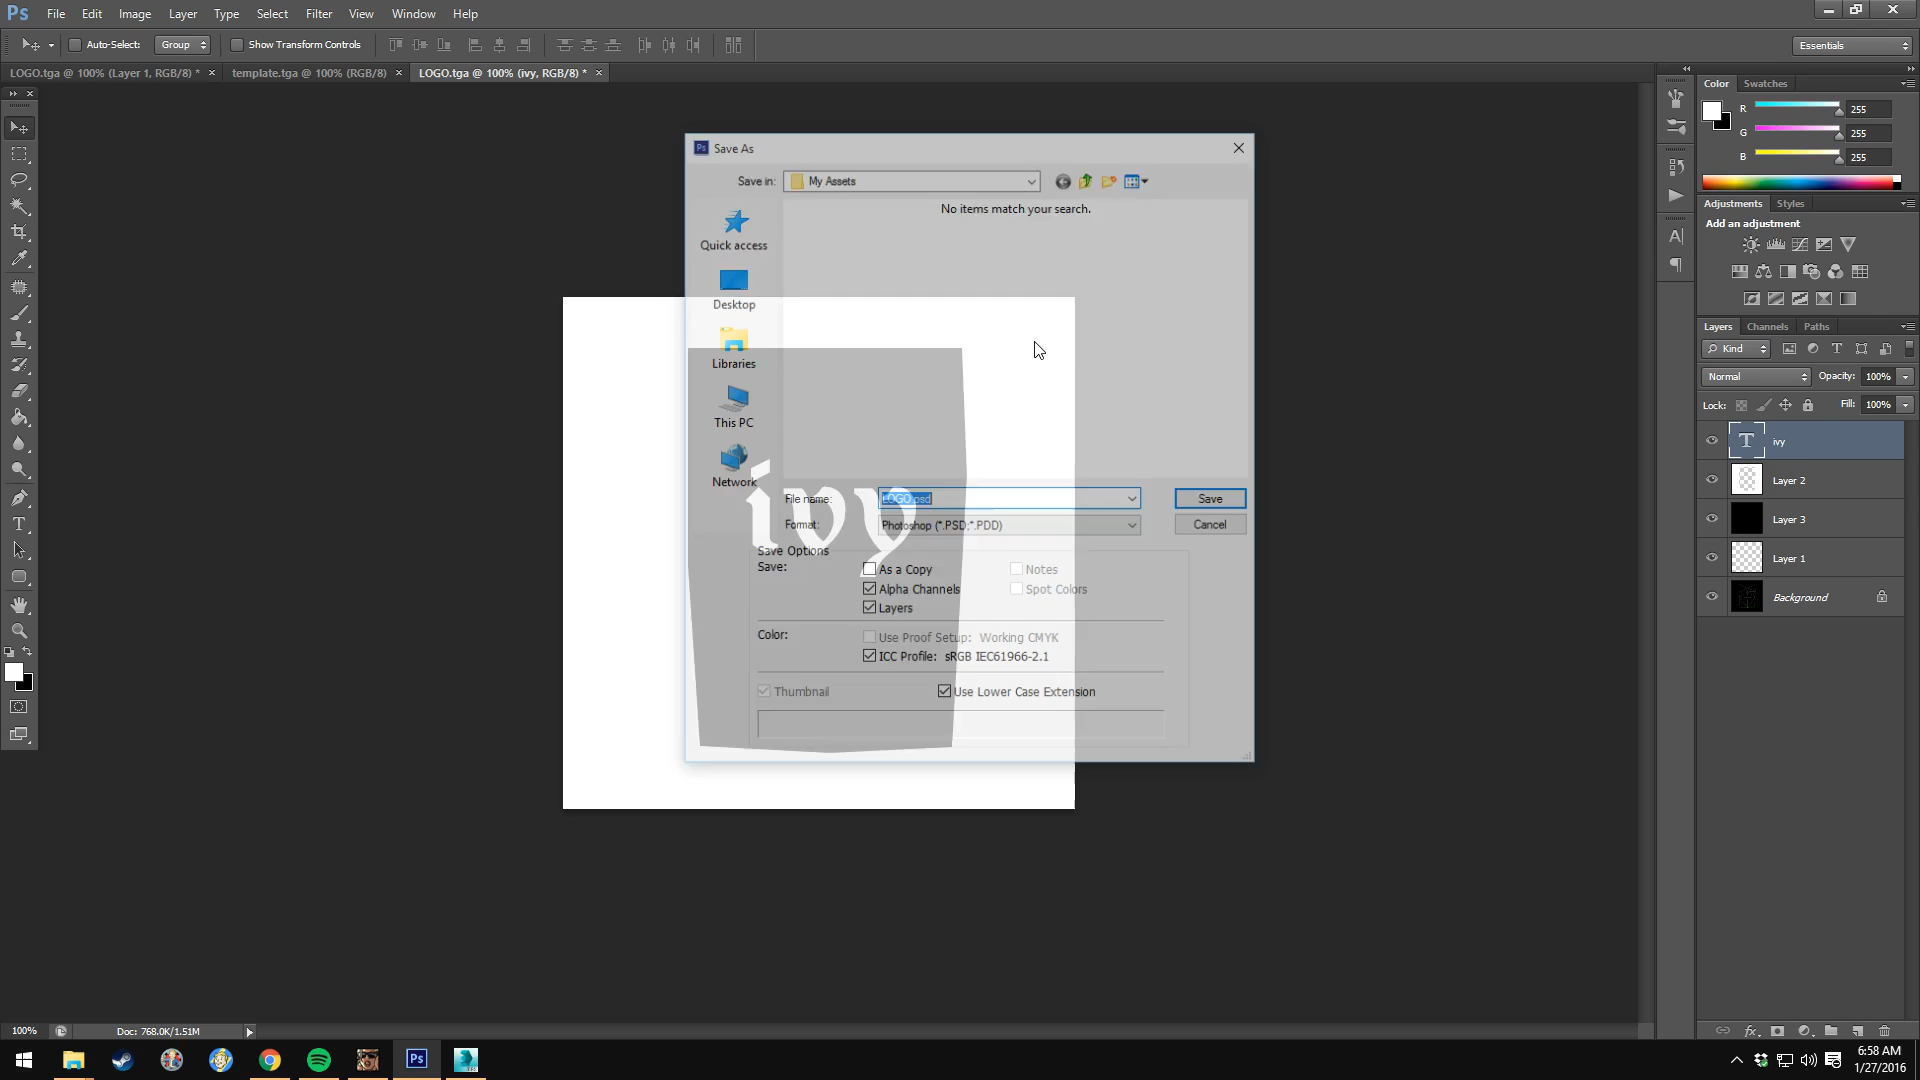 Ps File Edit Image Layer Type Select Filter View Window Help
Auto-Select: Group Show Transform Controls Essentials
LOGO.tga @ 100% (Layer 1, RGB/8) * × template.tga @ 100% (RGB/8) × LOGO.tga @ 100% (ivy, RGB/8) * ×
Color Swatches
R 255
G 255
B 255
Adjustments Styles
Add an adjustment
Layers Channels Paths
Kind
Normal Opacity: 100%
Lock: Fill: 100%
ivy
Layer 2
Layer 3
Layer 1
Background
Save As
Save in: My Assets
No items match your search.
Quick access
Desktop
Libraries
This PC
Network
File name: LOGO.psd Save
Format: Photoshop (*.PSD;*.PDD) Cancel
ivy
Save Options
Save: As a Copy Notes
Alpha Channels Spot Colors
Layers
Color: Use Proof Setup: Working CMYK
ICC Profile: sRGB IEC61966-2.1
Thumbnail Use Lower Case Extension
100% Doc: 768.0K/1.51M
Ps
6:58 AM
1/27/2016